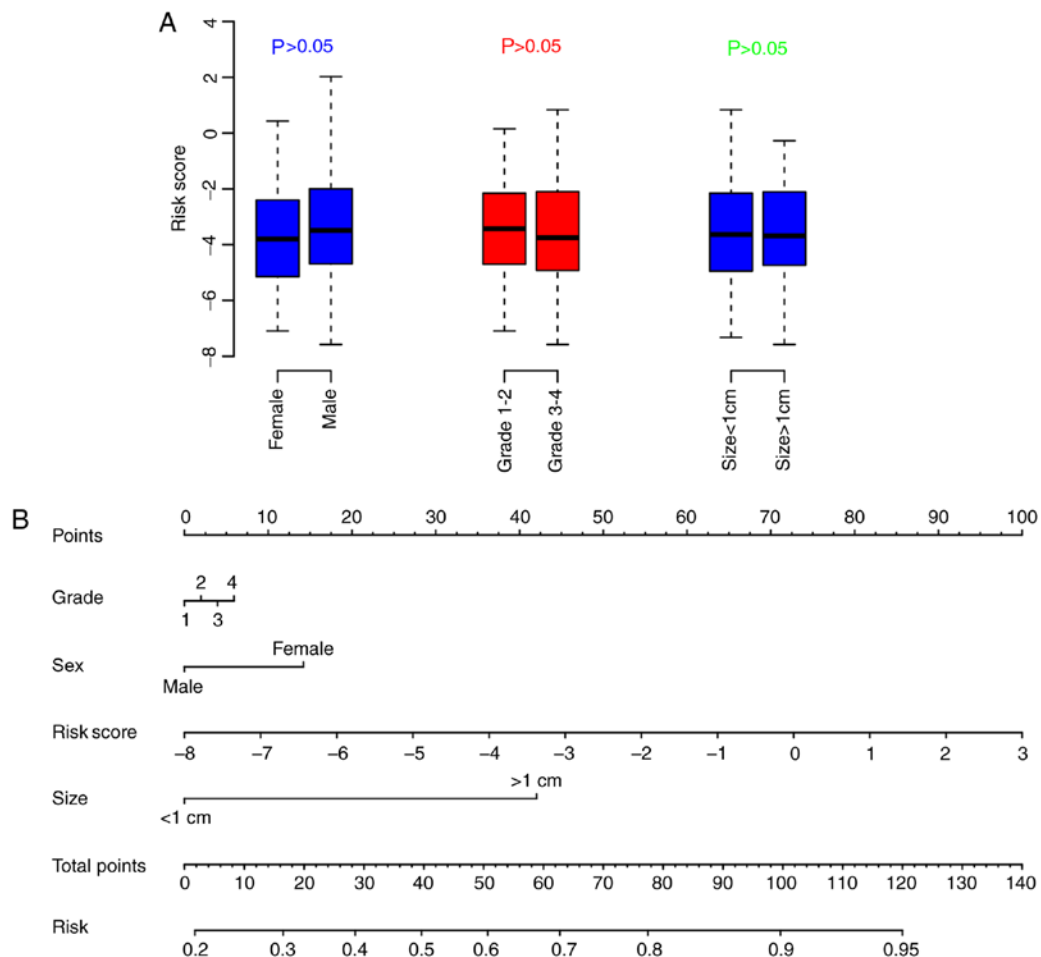 A
P>0.05 P>0.05 P>0.05
Risk score
4
2
0
−2
−4
−6
−8
Female Male Grade 1-2 Grade 3-4 Size<1cm Size>1cm
B
Points 0 10 20 30 40 50 60 70 80 90 100
Grade
2 4
1 3
Sex
Female
Male
Risk score
−8 −7 −6 −5 −4 −3 −2 −1 0 1 2 3
Size
>1 cm
<1 cm
Total points
0 10 20 30 40 50 60 70 80 90 100 110 120 130 140
Risk
0.2 0.3 0.4 0.5 0.6 0.7 0.8 0.9 0.95